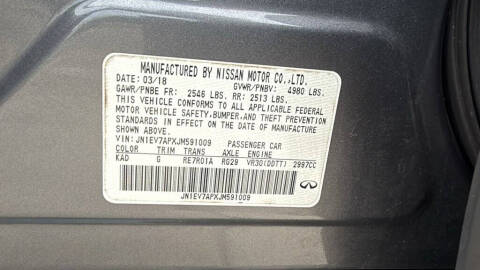 MANUFACTURED BY NISSAN MOTOR CO.,LTD.
DATE: 03/18 GVWR/PNBV: 4980 LBS.
GAWR/PNBE FR: 2546 LBS. RR: 2513 LBS.
THIS VEHICLE CONFORMS TO ALL APPLICABLE FEDERAL
MOTOR VEHICLE SAFETY,BUMPER,AND THEFT PREVENTION
STANDARDS IN EFFECT ON THE DATE OF MANUFACTURE
SHOWN ABOVE.
VIN: JN1EV7APXJM591009 PASSENGER CAR
COLOR TRIM TRANS AXLE ENGINE
KAD G RE7R01A RG29 VR30(DDTT) 2997CC
JN1EV7APXJM591009